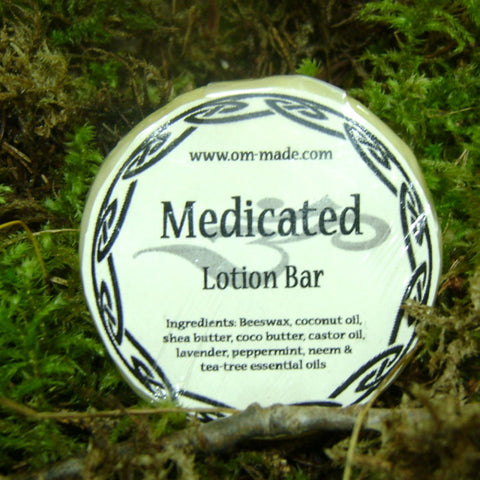 www.om-made.com
Medicated
Lotion Bar
Ingredients: Beeswax, coconut oil,
shea butter, coco butter, castor oil,
lavender, peppermint, neem &
tea-tree essential oils